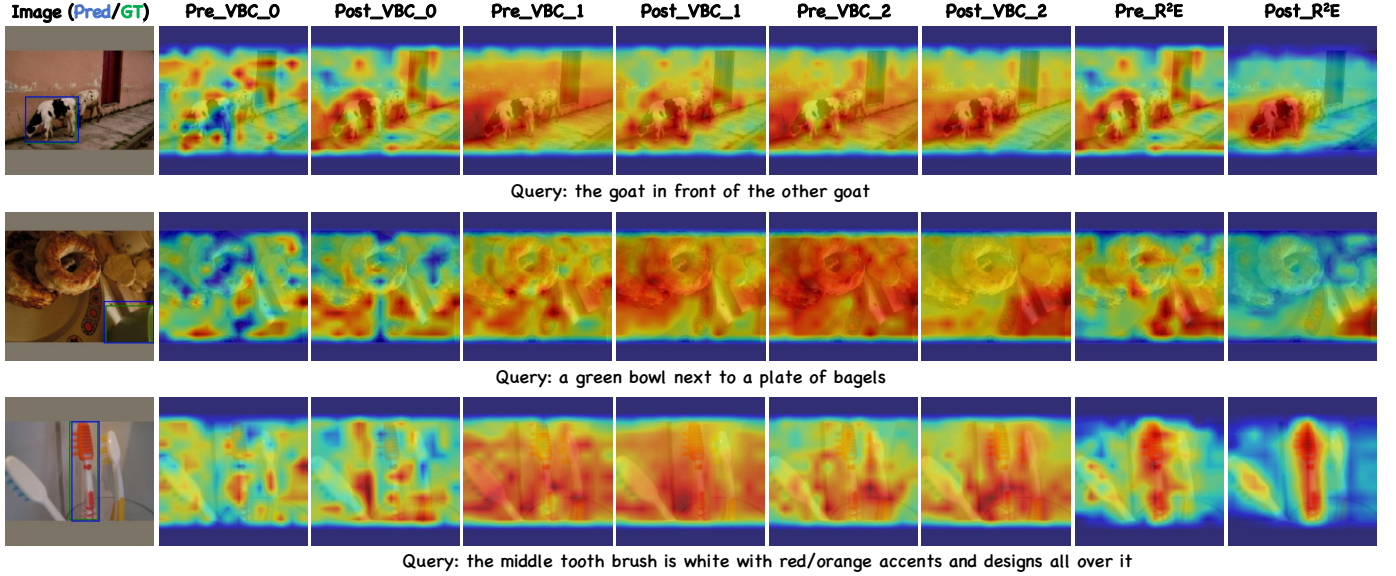 Image (Pred/GT) Pre_VBC_0 Post_VBC_0 Pre_VBC_1 Post_VBC_1 Pre_VBC_2 Post_VBC_2 Pre_R²E Post_R²E
Query: the goat in front of the other goat
Query: a green bowl next to a plate of bagels
Query: the middle tooth brush is white with red/orange accents and designs all over it